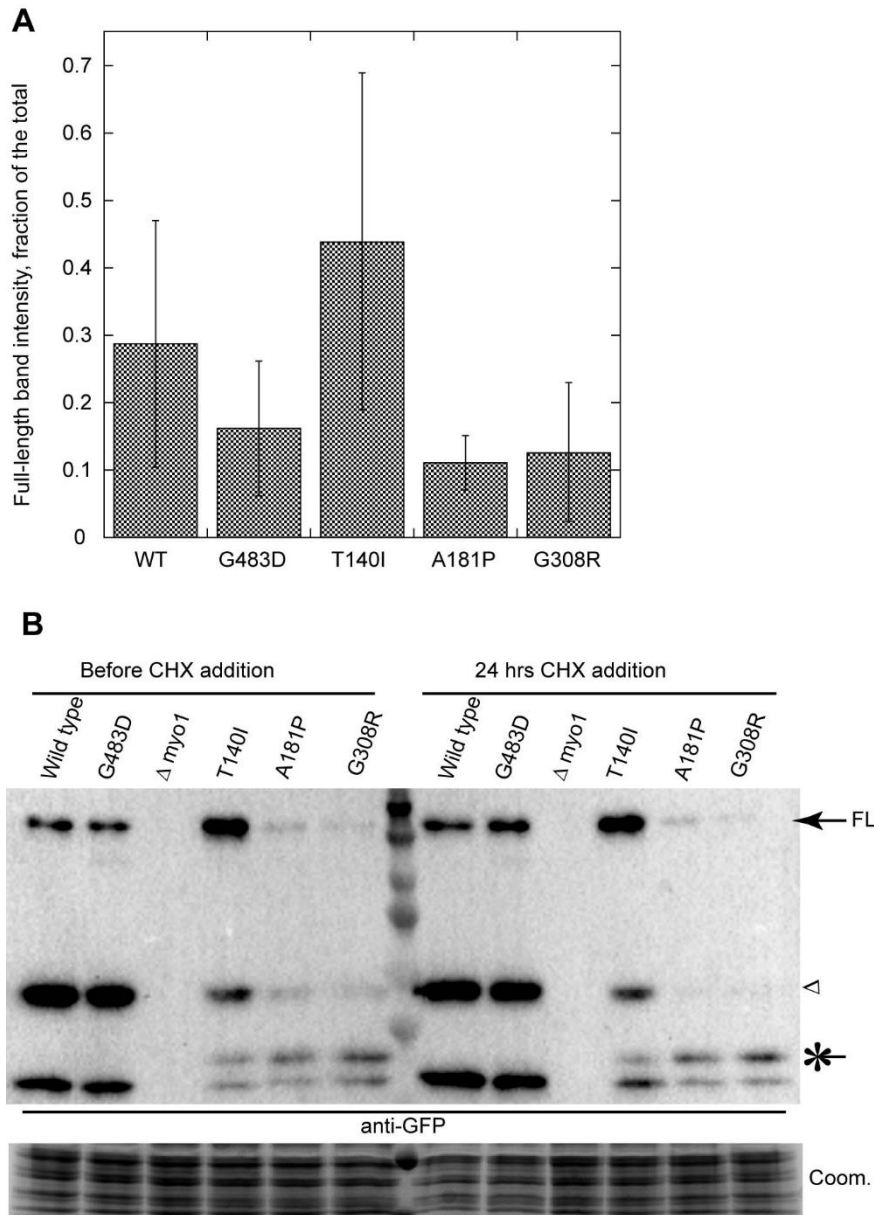 A
Full-length band intensity, fraction of the total
0.7
0.6
0.5
0.4
0.3
0.2
0.1
0
WT G483D T140I A181P G308R
B
Before CHX addition 24 hrs CHX addition
Wild type G483D Δ myo1 T140I A181P G308R Wild type G483D Δ myo1 T140I A181P G308R
FL
anti-GFP
Coom.